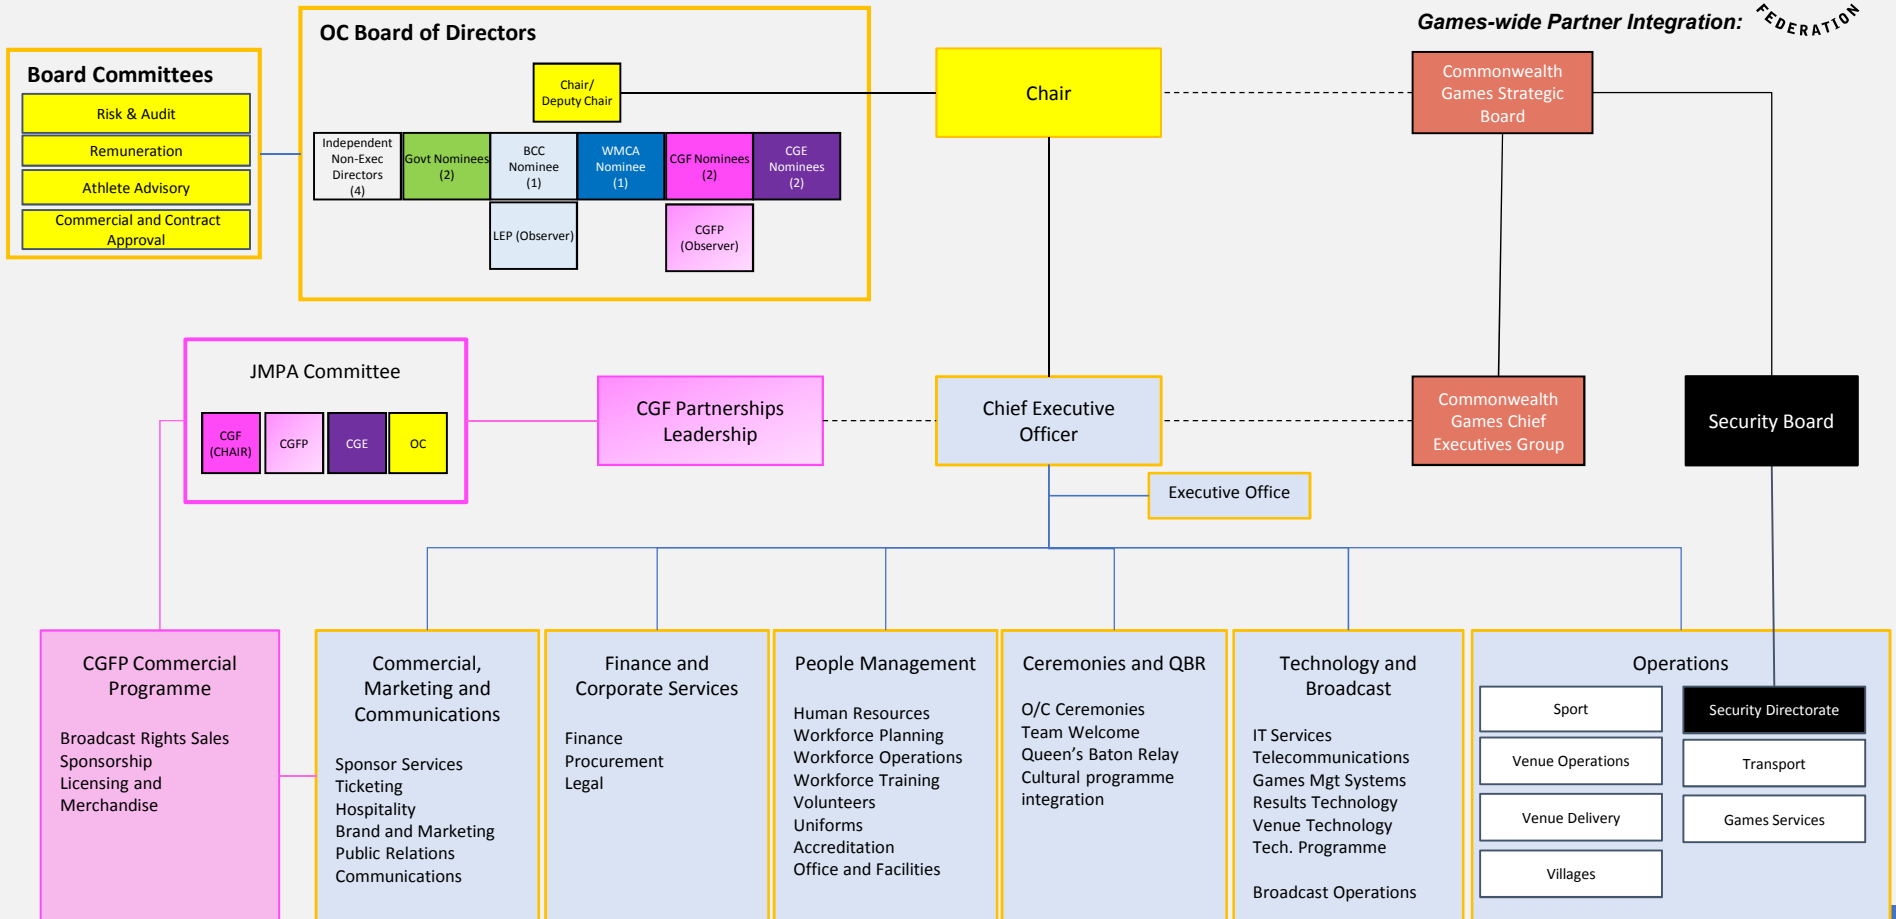 Games-wide Partner Integration:
FEDERATION
OC Board of Directors
Board Committees
Risk & Audit
Remuneration
Athlete Advisory
Commercial and Contract
Approval
Chair/
Deputy Chair
Independent
Non-Exec
Directors
(4)
Govt Nominees
(2)
BCC
Nominee
(1)
WMCA
Nominee
(1)
CGF Nominees
(2)
CGE
Nominees
(2)
LEP (Observer)
CGFP
(Observer)
Chair
Commonwealth
Games Strategic
Board
JMPA Committee
CGF
(CHAIR)
CGFP
CGE
OC
CGF Partnerships
Leadership
Chief Executive
Officer
Commonwealth
Games Chief
Executives Group
Security Board
Executive Office
CGFP Commercial
Programme
Broadcast Rights Sales
Sponsorship
Licensing and
Merchandise
Commercial,
Marketing and
Communications
Sponsor Services
Ticketing
Hospitality
Brand and Marketing
Public Relations
Communications
Finance and
Corporate Services
Finance
Procurement
Legal
People Management
Human Resources
Workforce Planning
Workforce Operations
Workforce Training
Volunteers
Uniforms
Accreditation
Office and Facilities
Ceremonies and QBR
O/C Ceremonies
Team Welcome
Queen's Baton Relay
Cultural programme
integration
Technology and
Broadcast
IT Services
Telecommunications
Games Mgt Systems
Results Technology
Venue Technology
Tech. Programme
Broadcast Operations
Operations
Sport
Venue Operations
Venue Delivery
Villages
Security Directorate
Transport
Games Services